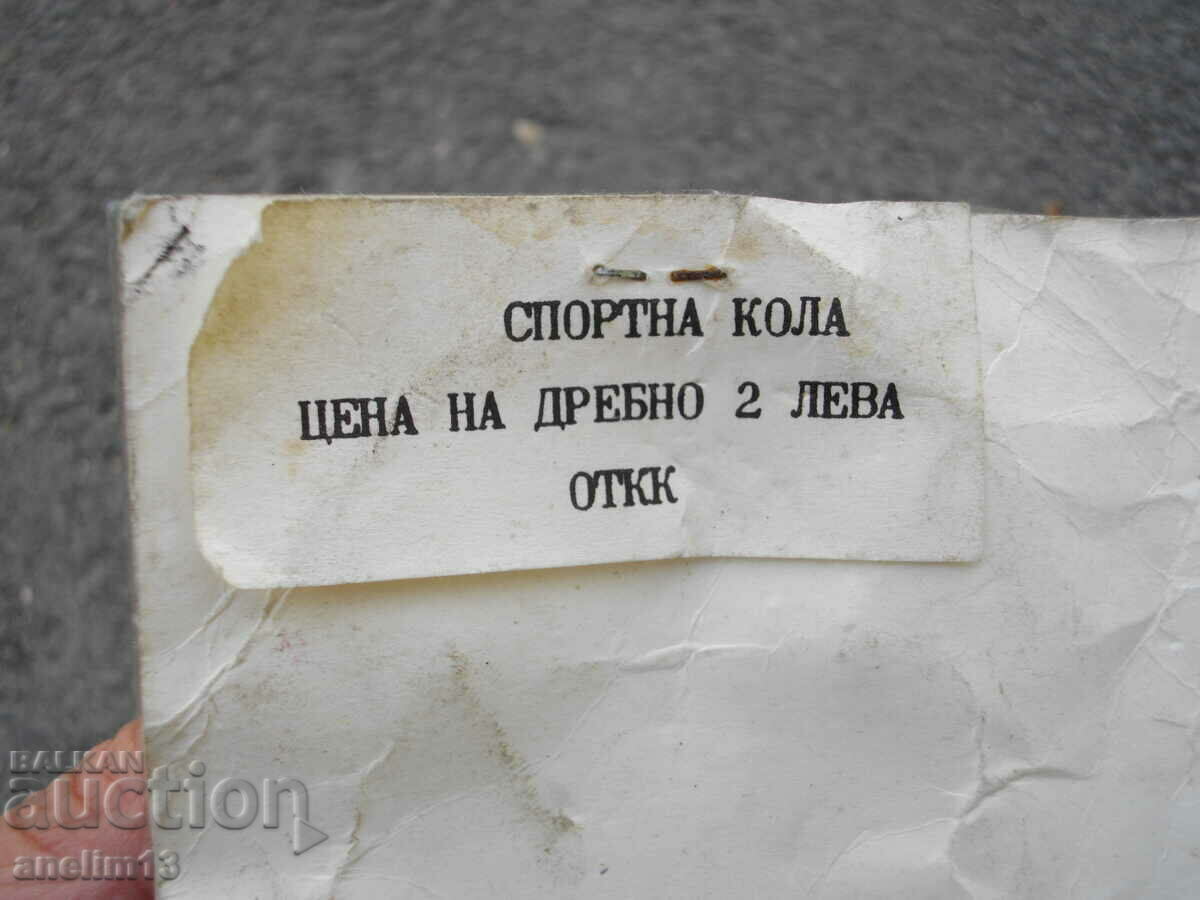 СПОРТНА КОЛА
ЦЕНА НА ДРЕБНО 2 ЛЕВА
ОТКК
BALKAN
auction
anelim13